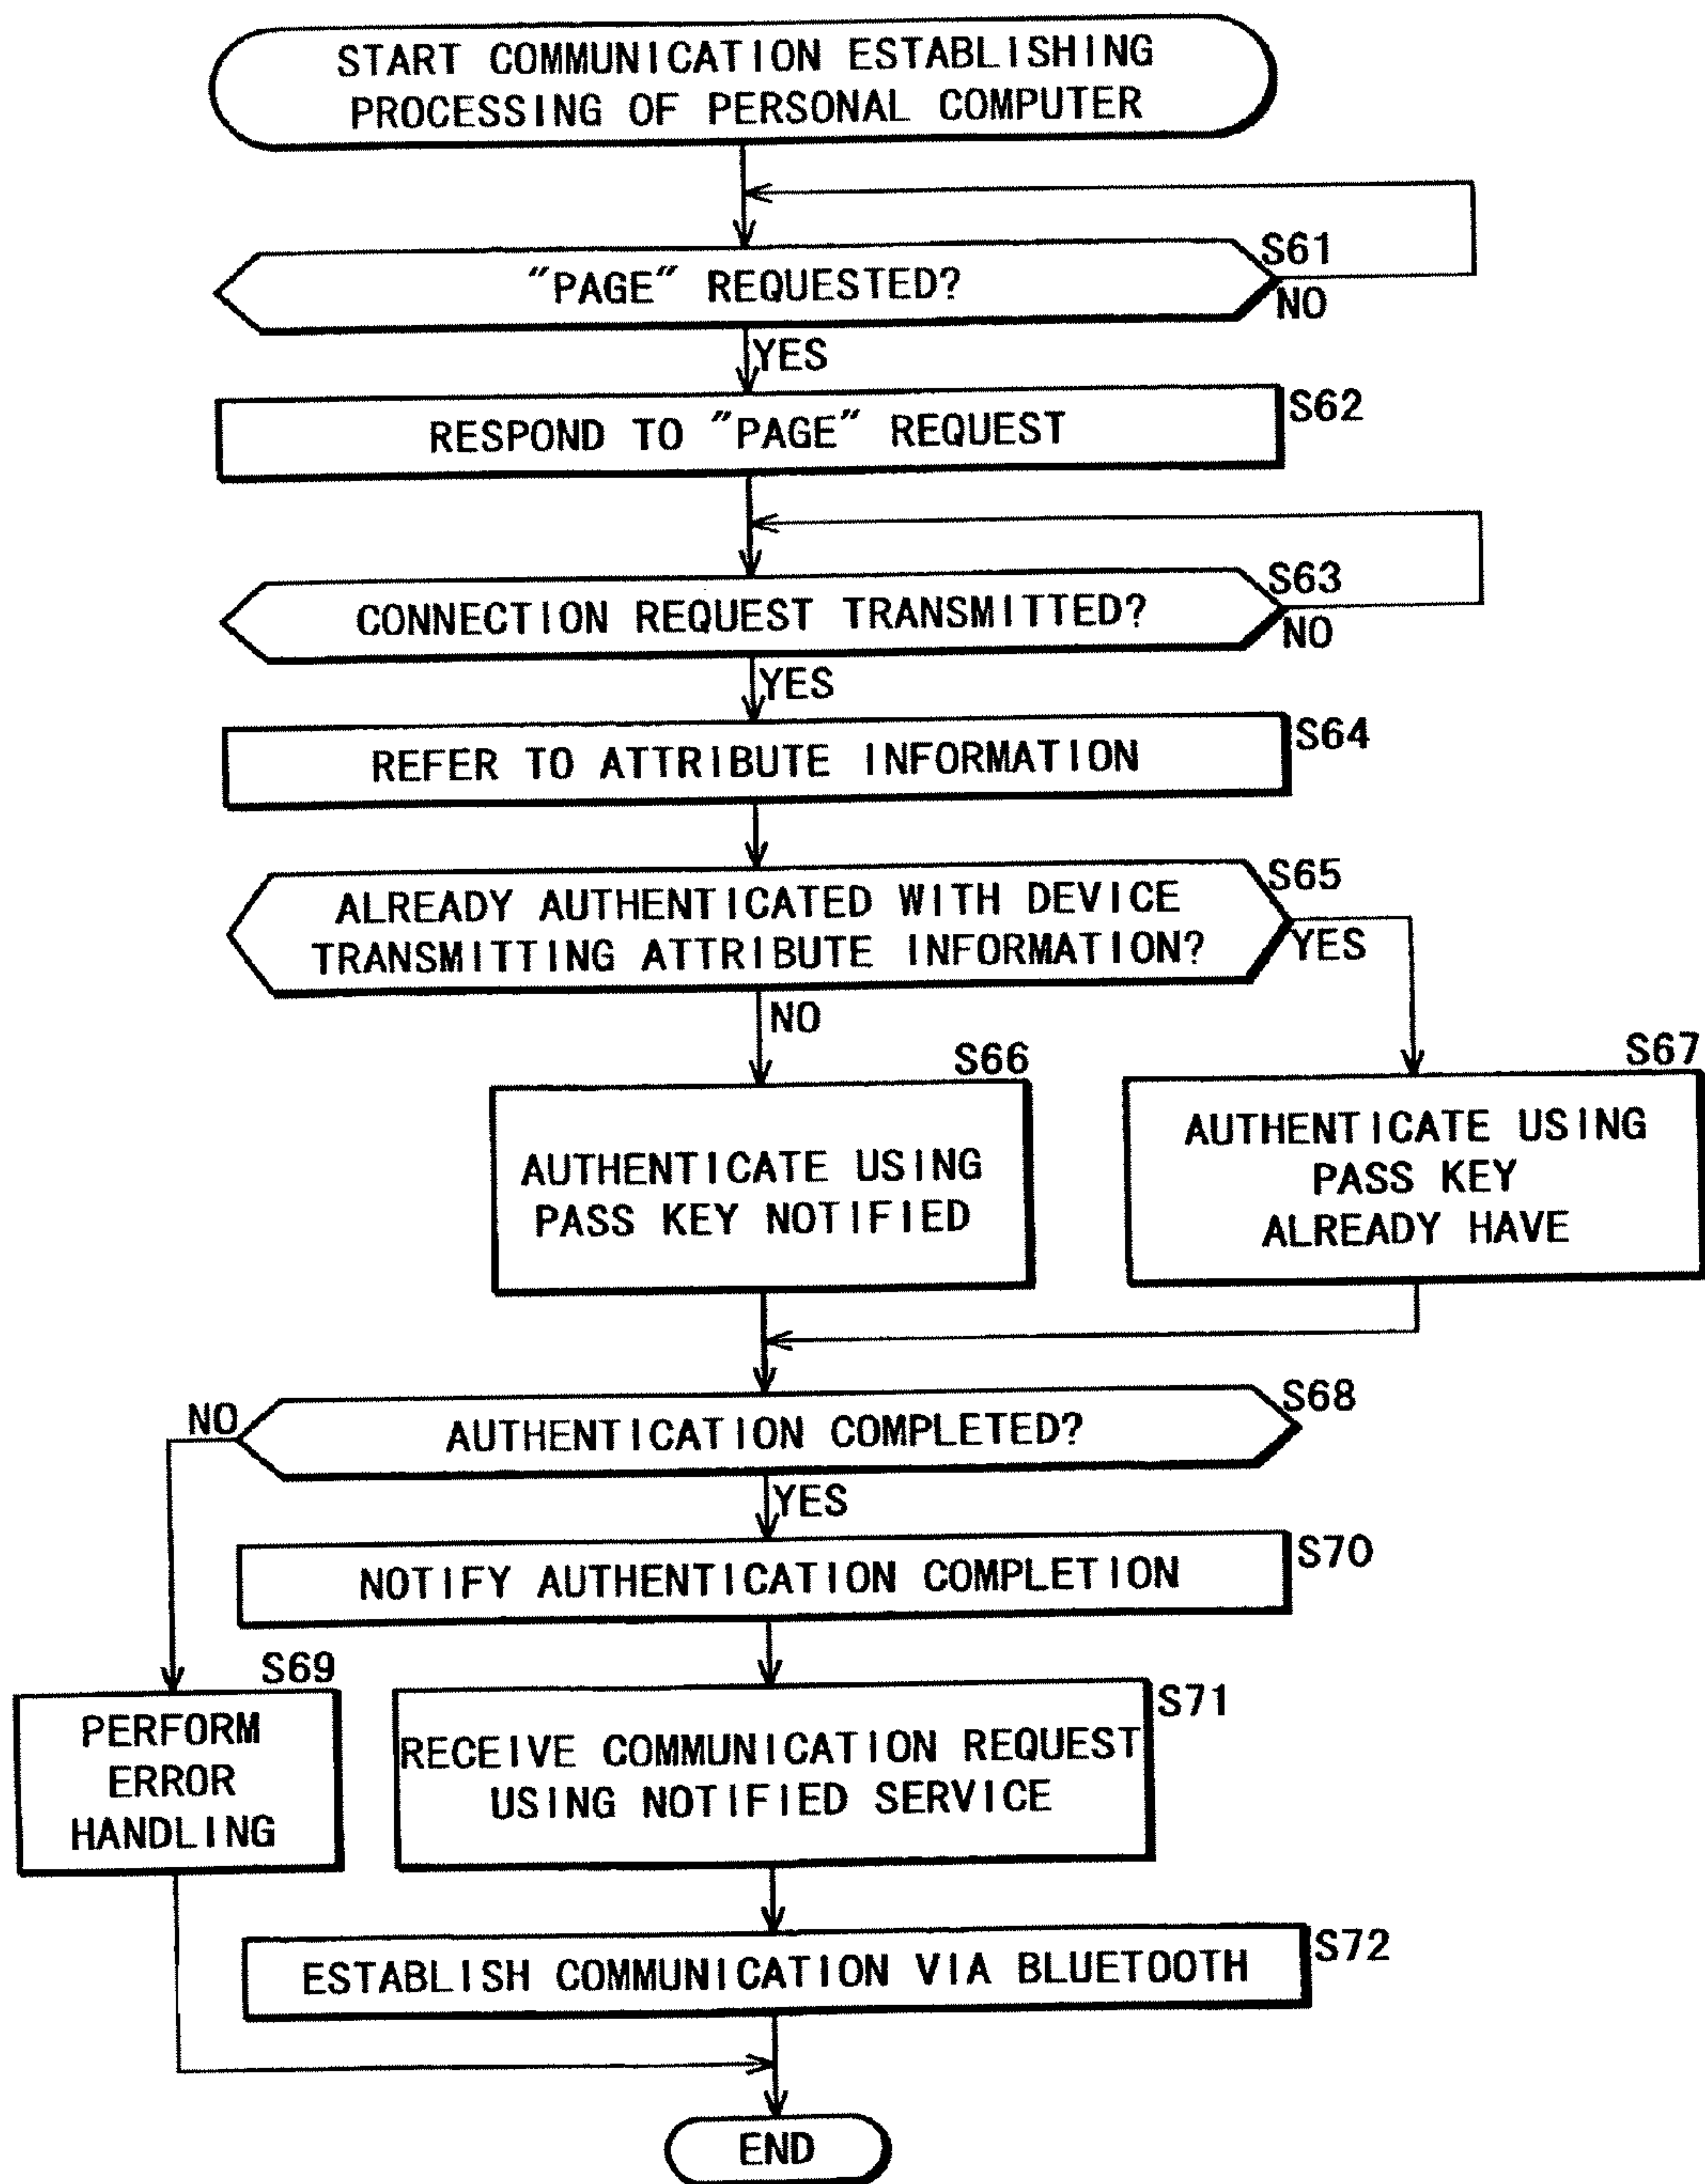 START COMMUNICATION ESTABLISHING
PROCESSING OF PERSONAL COMPUTER
S61
"PAGE" REQUESTED?
NO
YES
S62
RESPOND TO "PAGE" REQUEST
S63
CONNECTION REQUEST TRANSMITTED?
NO
YES
S64
REFER TO ATTRIBUTE INFORMATION
S65
ALREADY AUTHENTICATED WITH DEVICE
TRANSMITTING ATTRIBUTE INFORMATION?
YES
NO
S66
AUTHENTICATE USING
PASS KEY NOTIFIED
S67
AUTHENTICATE USING
PASS KEY
ALREADY HAVE
S68
NO
AUTHENTICATION COMPLETED?
YES
S70
NOTIFY AUTHENTICATION COMPLETION
S69
PERFORM
ERROR
HANDLING
S71
RECEIVE COMMUNICATION REQUEST
USING NOTIFIED SERVICE
S72
ESTABLISH COMMUNICATION VIA BLUETOOTH
END